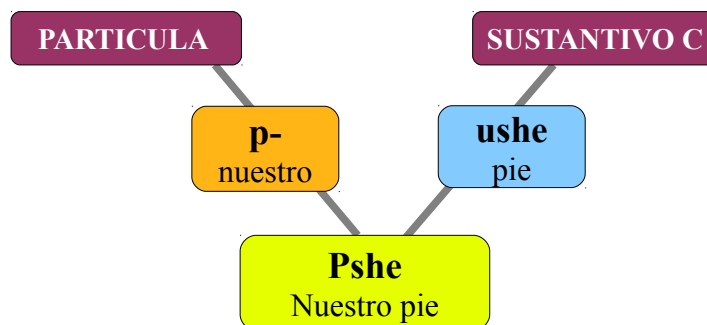 PARTICULA
SUSTANTIVO C
p-
nuestro
ushe
pie
Pshe
Nuestro pie